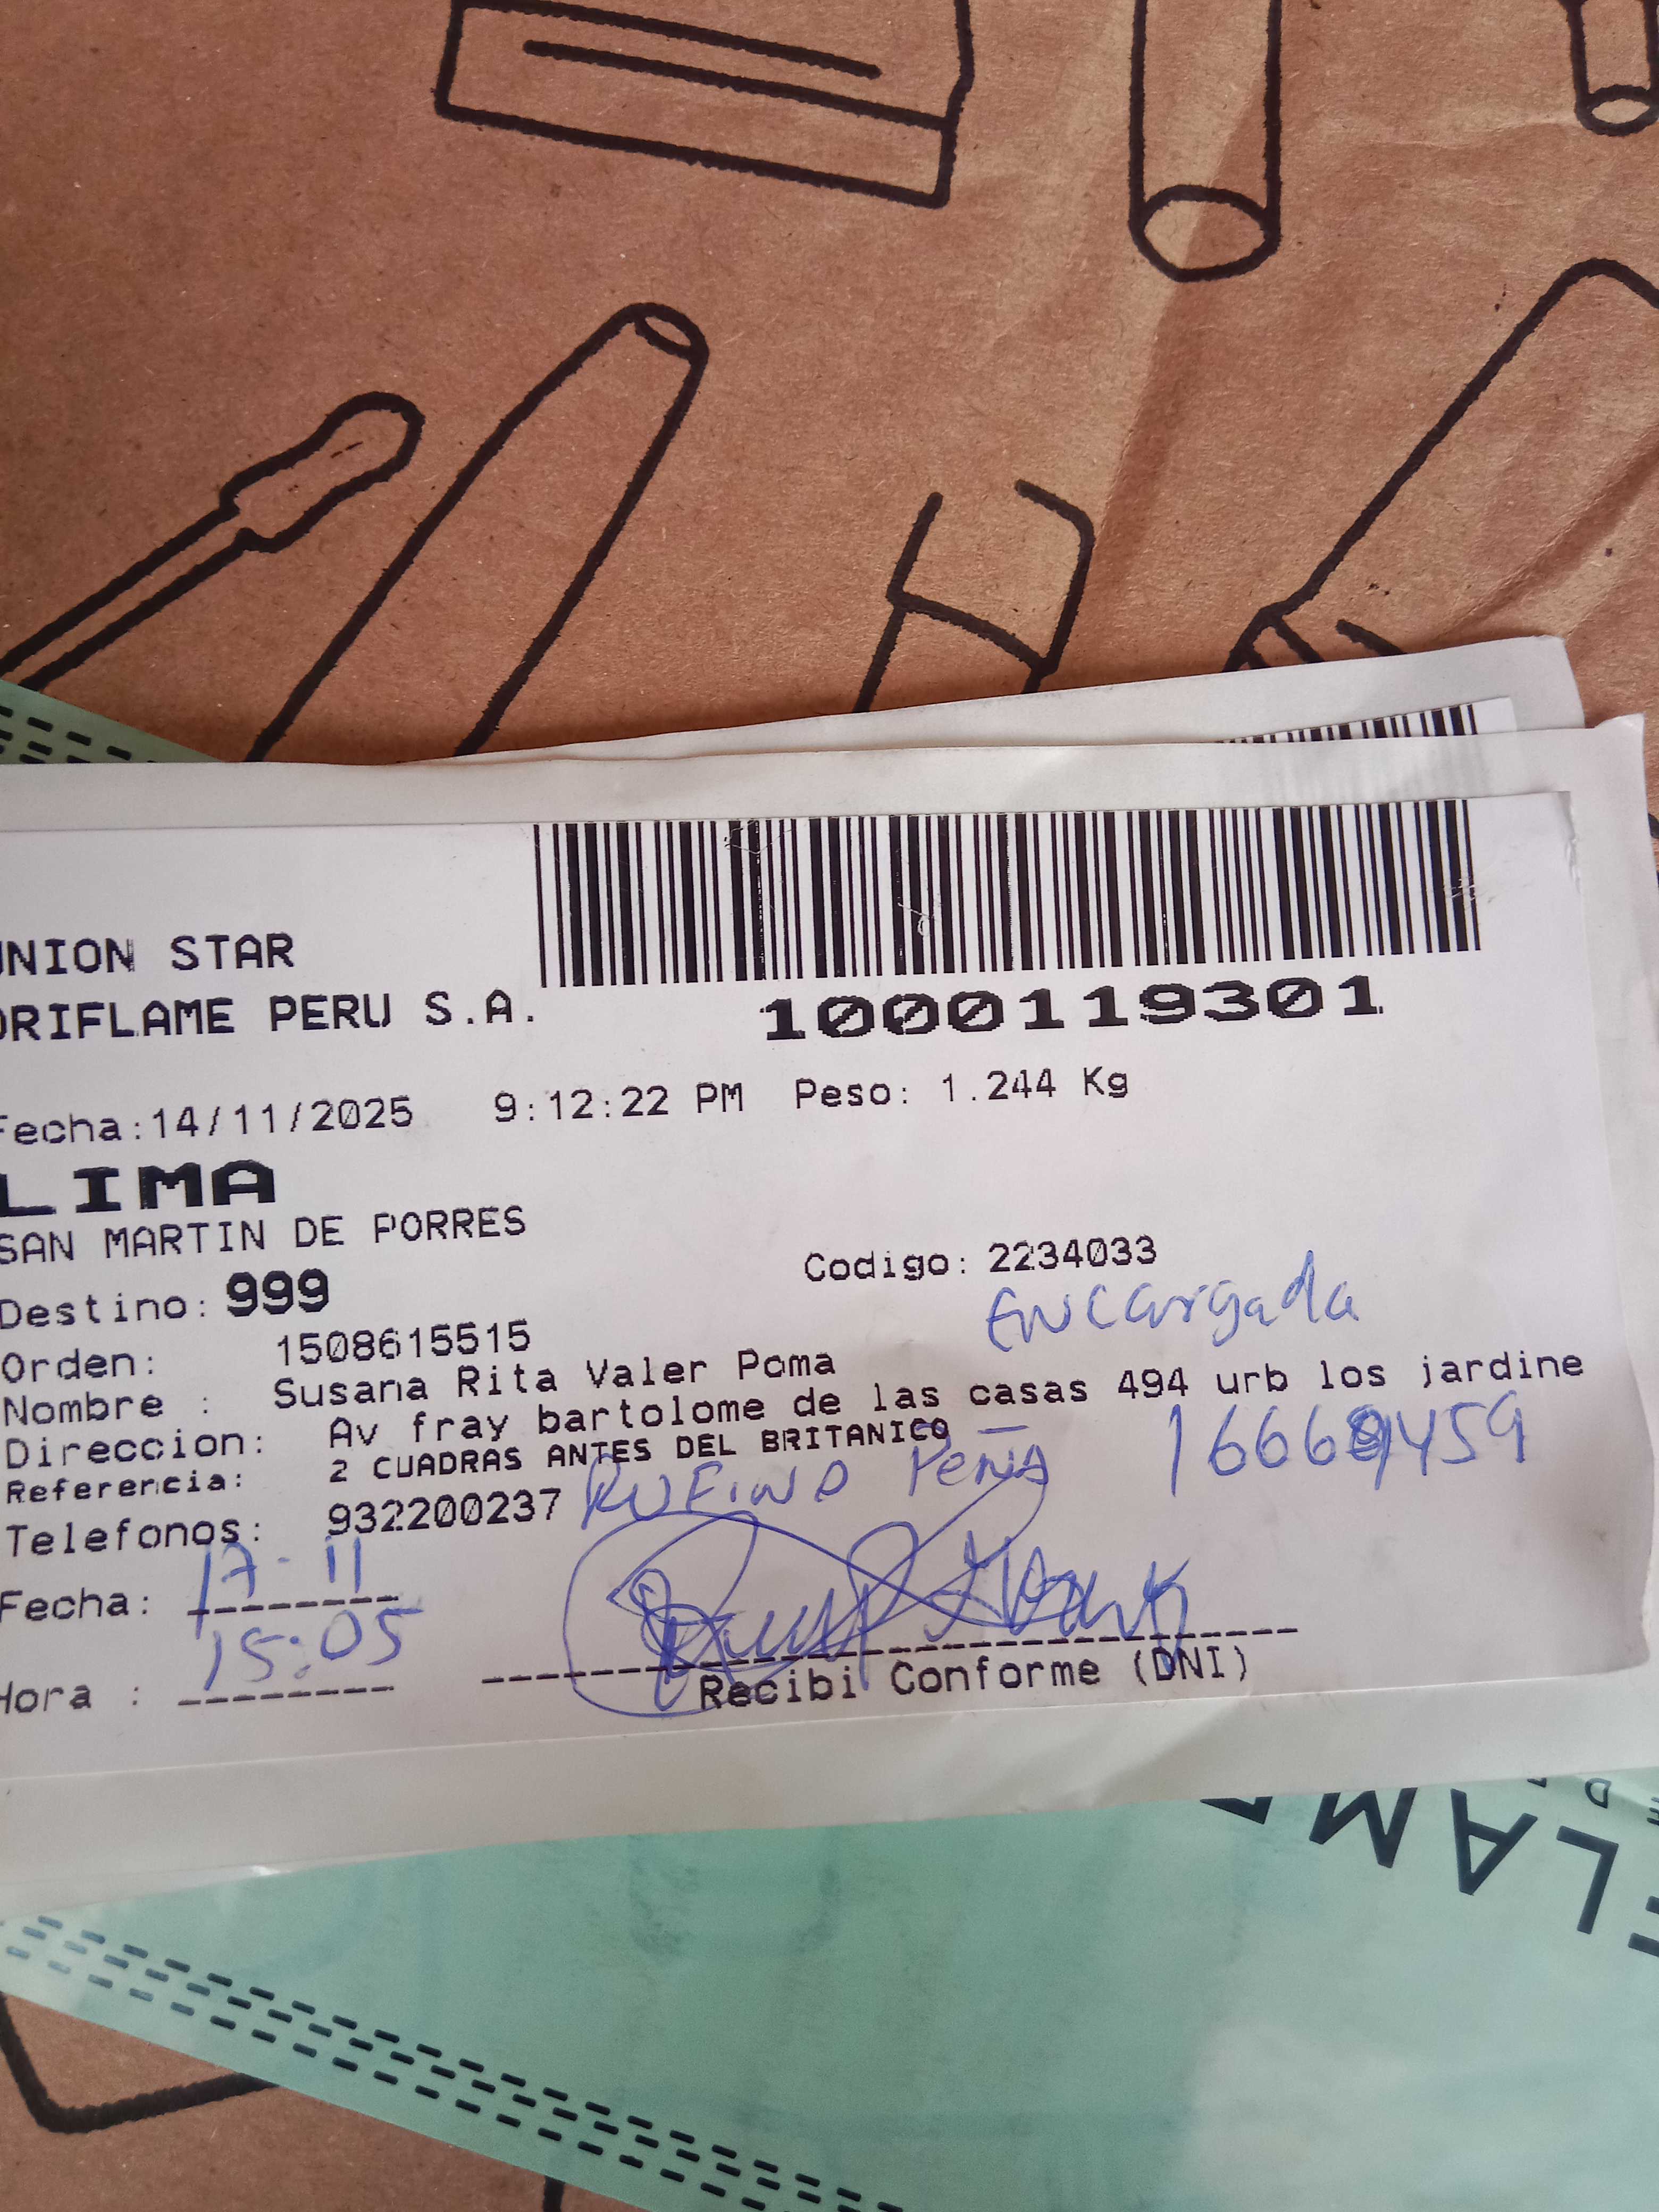 UNION STAR
ORIFLAME PERU S.A.
1000119301
Fecha:14/11/2025 9:12:22 PM Peso: 1.244 Kg
LIMA
SAN MARTIN DE PORRES
Codigo: 2234033
Destino: 999
Encargada
Orden: 1508615515
Nombre : Susana Rita Valer Poma
Direccion: Av fray bartolome de las casas 494 urb los jardine
Referencia: 2 CUADRAS ANTES DEL BRITANICO
RUFINO Peña
Telefonos: 932200237
Fecha: 17-11
Hora : 15:05
Recibi Conforme (DNI)
LAME